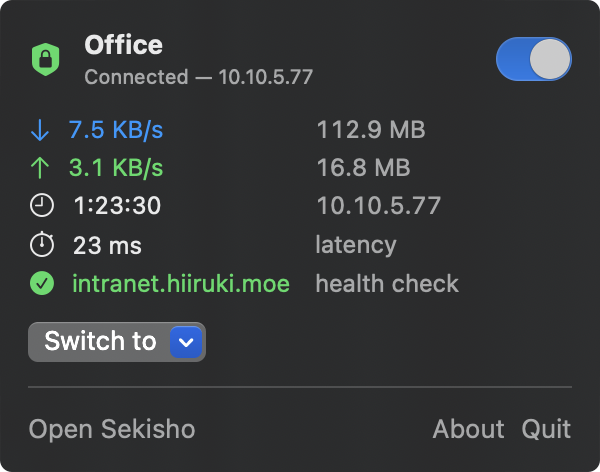 Office
Connected — 10.10.5.77
7.5 KB/s 112.9 MB
3.1 KB/s 16.8 MB
1:23:30 10.10.5.77
23 ms latency
intranet.hiiruki.moe health check
Switch to
Open Sekisho About Quit